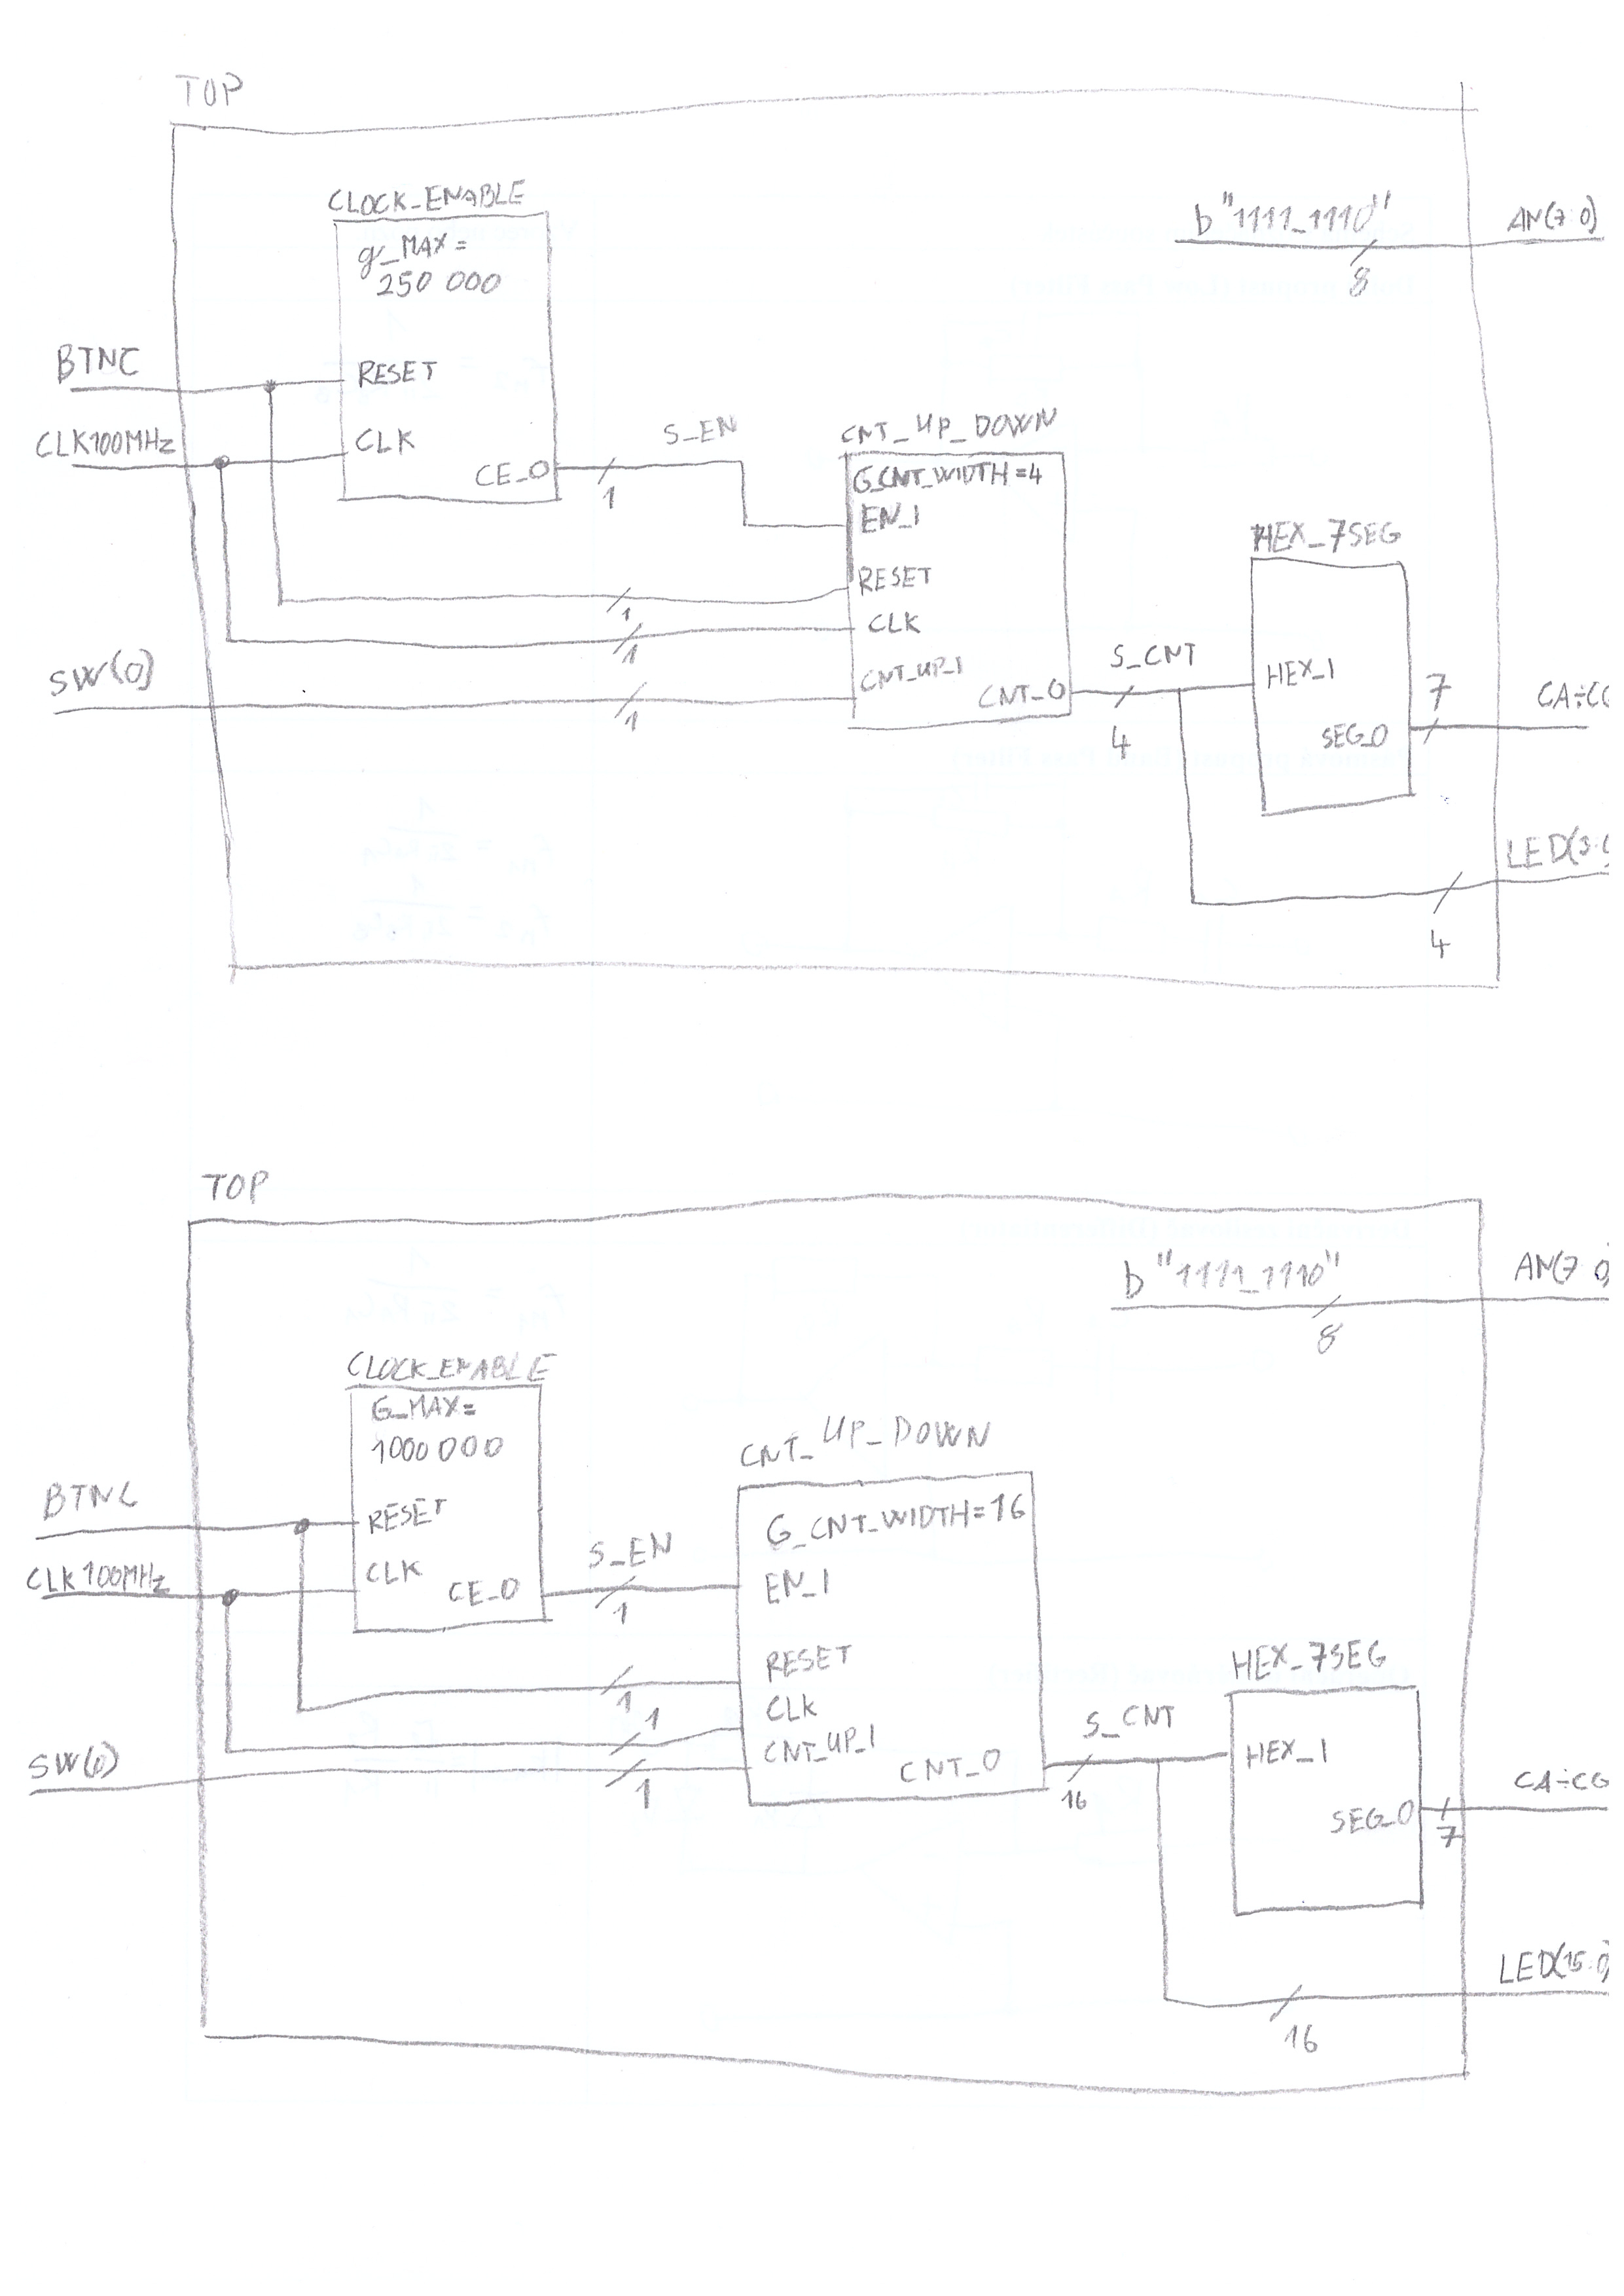 TOP
CLOCK_ENABLE
g_MAX=
250 000
b"1111_1110"
AN(7:0)
8
BTNC
RESET
CLK100MHz
CLK
CE_O
S_EN
1
CNT_UP_DOWN
G_CNT_WIDTH=4
EN_I
RESET
1
CLK
1
SW(0)
CNT_UP_I
1
CNT_O
S_CNT
4
HEX_7SEG
HEX_I
7
SEG_O
CA÷CG
LED(3:0
4
TOP
b"1111_1110"
AN(7:0)
8
CLOCK_ENABLE
G_MAX=
1000 000
BTNC
RESET
CLK100MHz
CLK
CE_O
S_EN
1
CNT_UP_DOWN
G_CNT_WIDTH=16
EN_I
RESET
1
CLK
1
SW(0)
CNT_UP_I
1
CNT_O
S_CNT
16
HEX_7SEG
HEX_I
SEG_O
7
CA÷CG
LED(15:0)
16